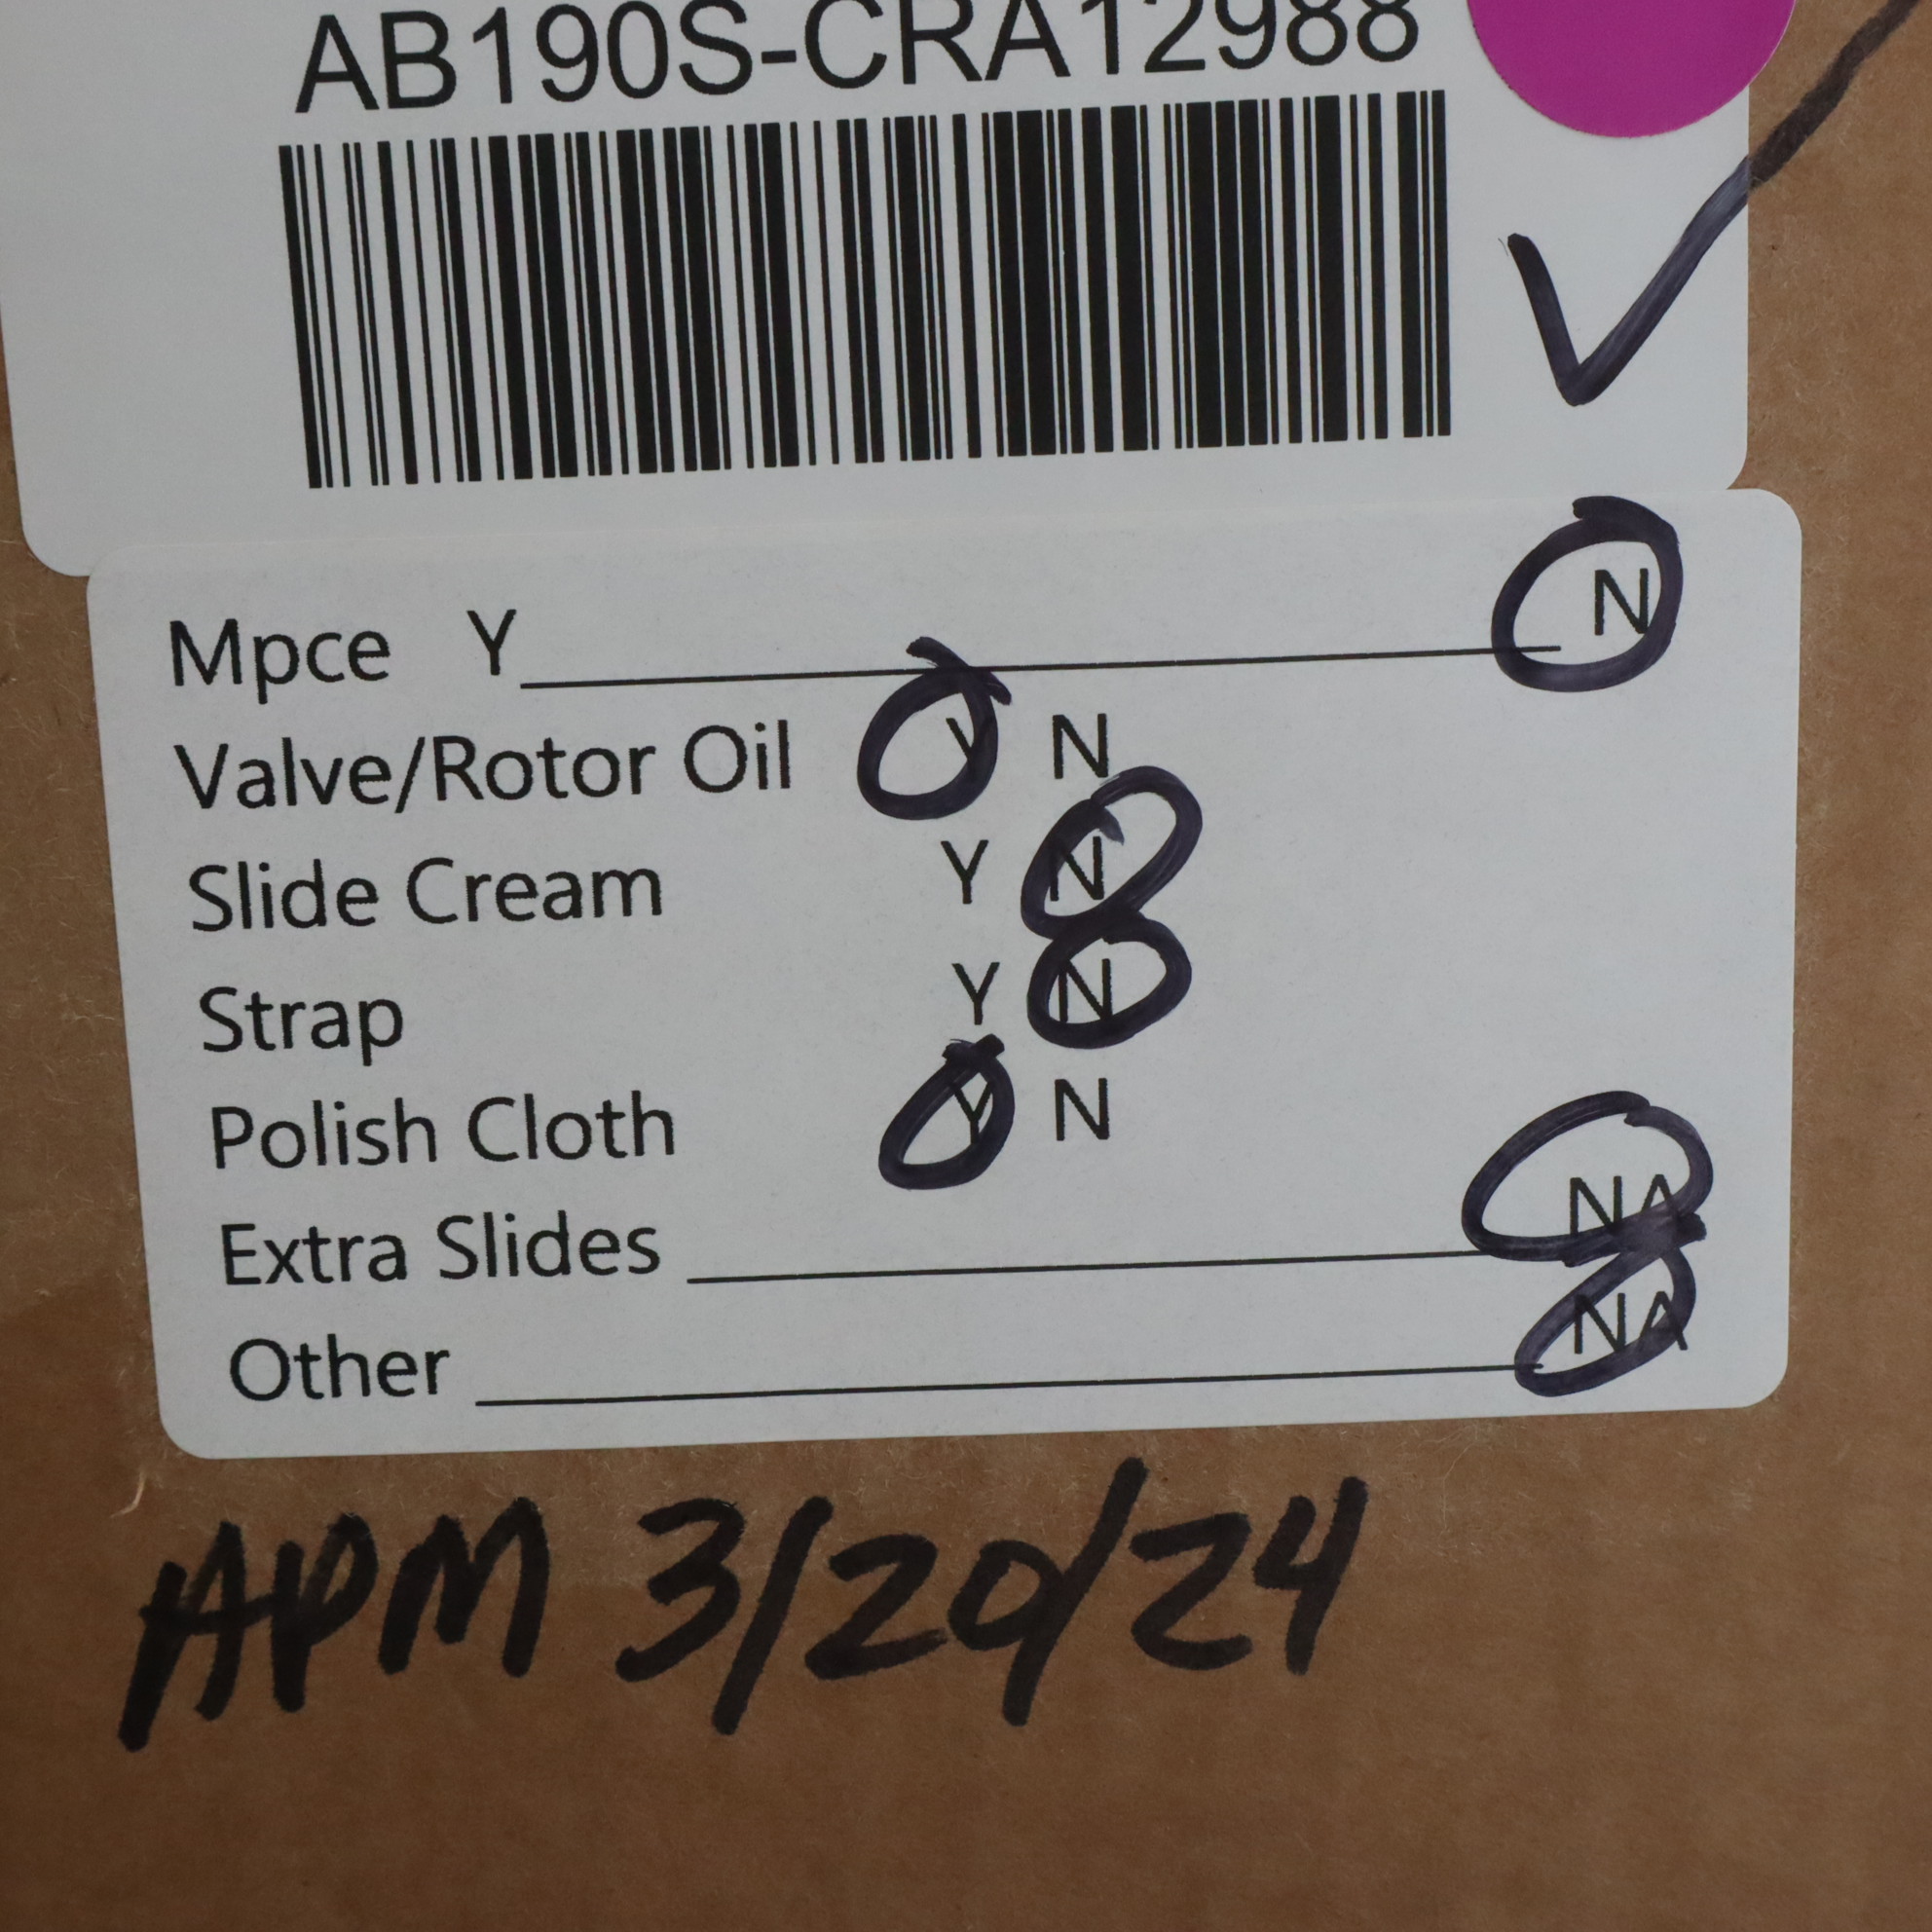 AB190S-CRA12988
Mpce Y N
Valve/Rotor Oil Y N
Slide Cream Y N
Strap Y N
Polish Cloth Y N
Extra Slides NA
Other NA
APM 3/20/24